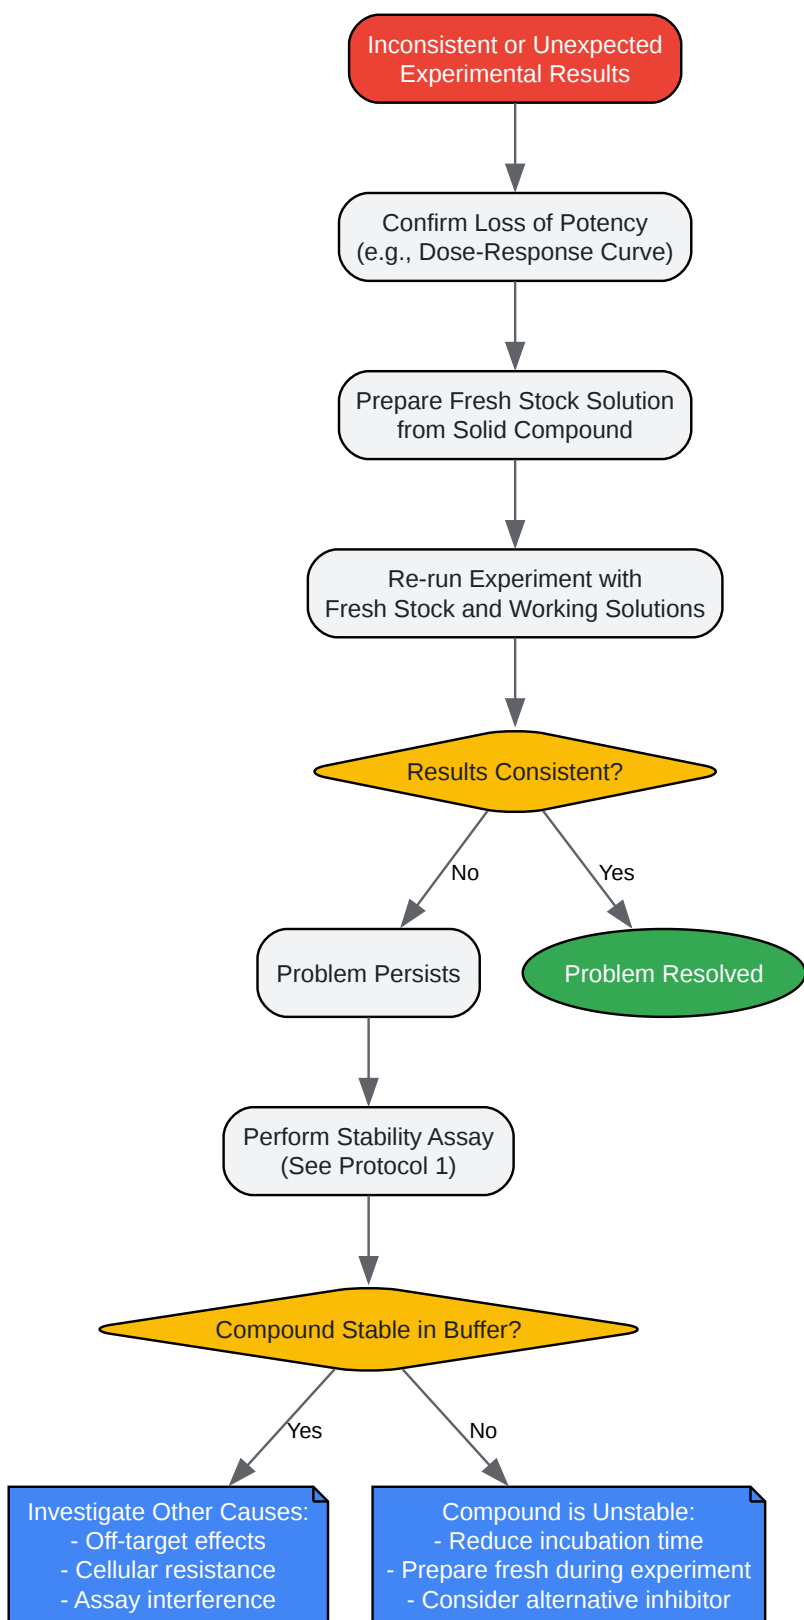 Inconsistent or Unexpected
Experimental Results
Confirm Loss of Potency
(e.g., Dose-Response Curve)
Prepare Fresh Stock Solution
from Solid Compound
Re-run Experiment with
Fresh Stock and Working Solutions
Results Consistent?
No
Yes
Problem Persists
Problem Resolved
Perform Stability Assay
(See Protocol 1)
Compound Stable in Buffer?
Yes
No
Investigate Other Causes:
- Off-target effects
- Cellular resistance
- Assay interference
Compound is Unstable:
- Reduce incubation time
- Prepare fresh during experiment
- Consider alternative inhibitor